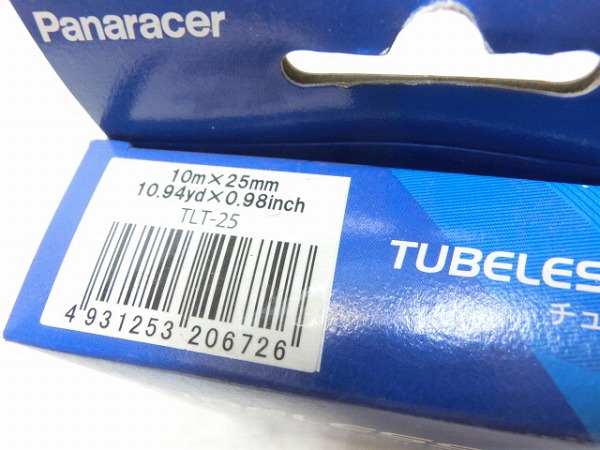 Panaracer
10m×25mm
10.94yd×0.98inch
TLT-25
4 931253 206726
TUBELES
チュ